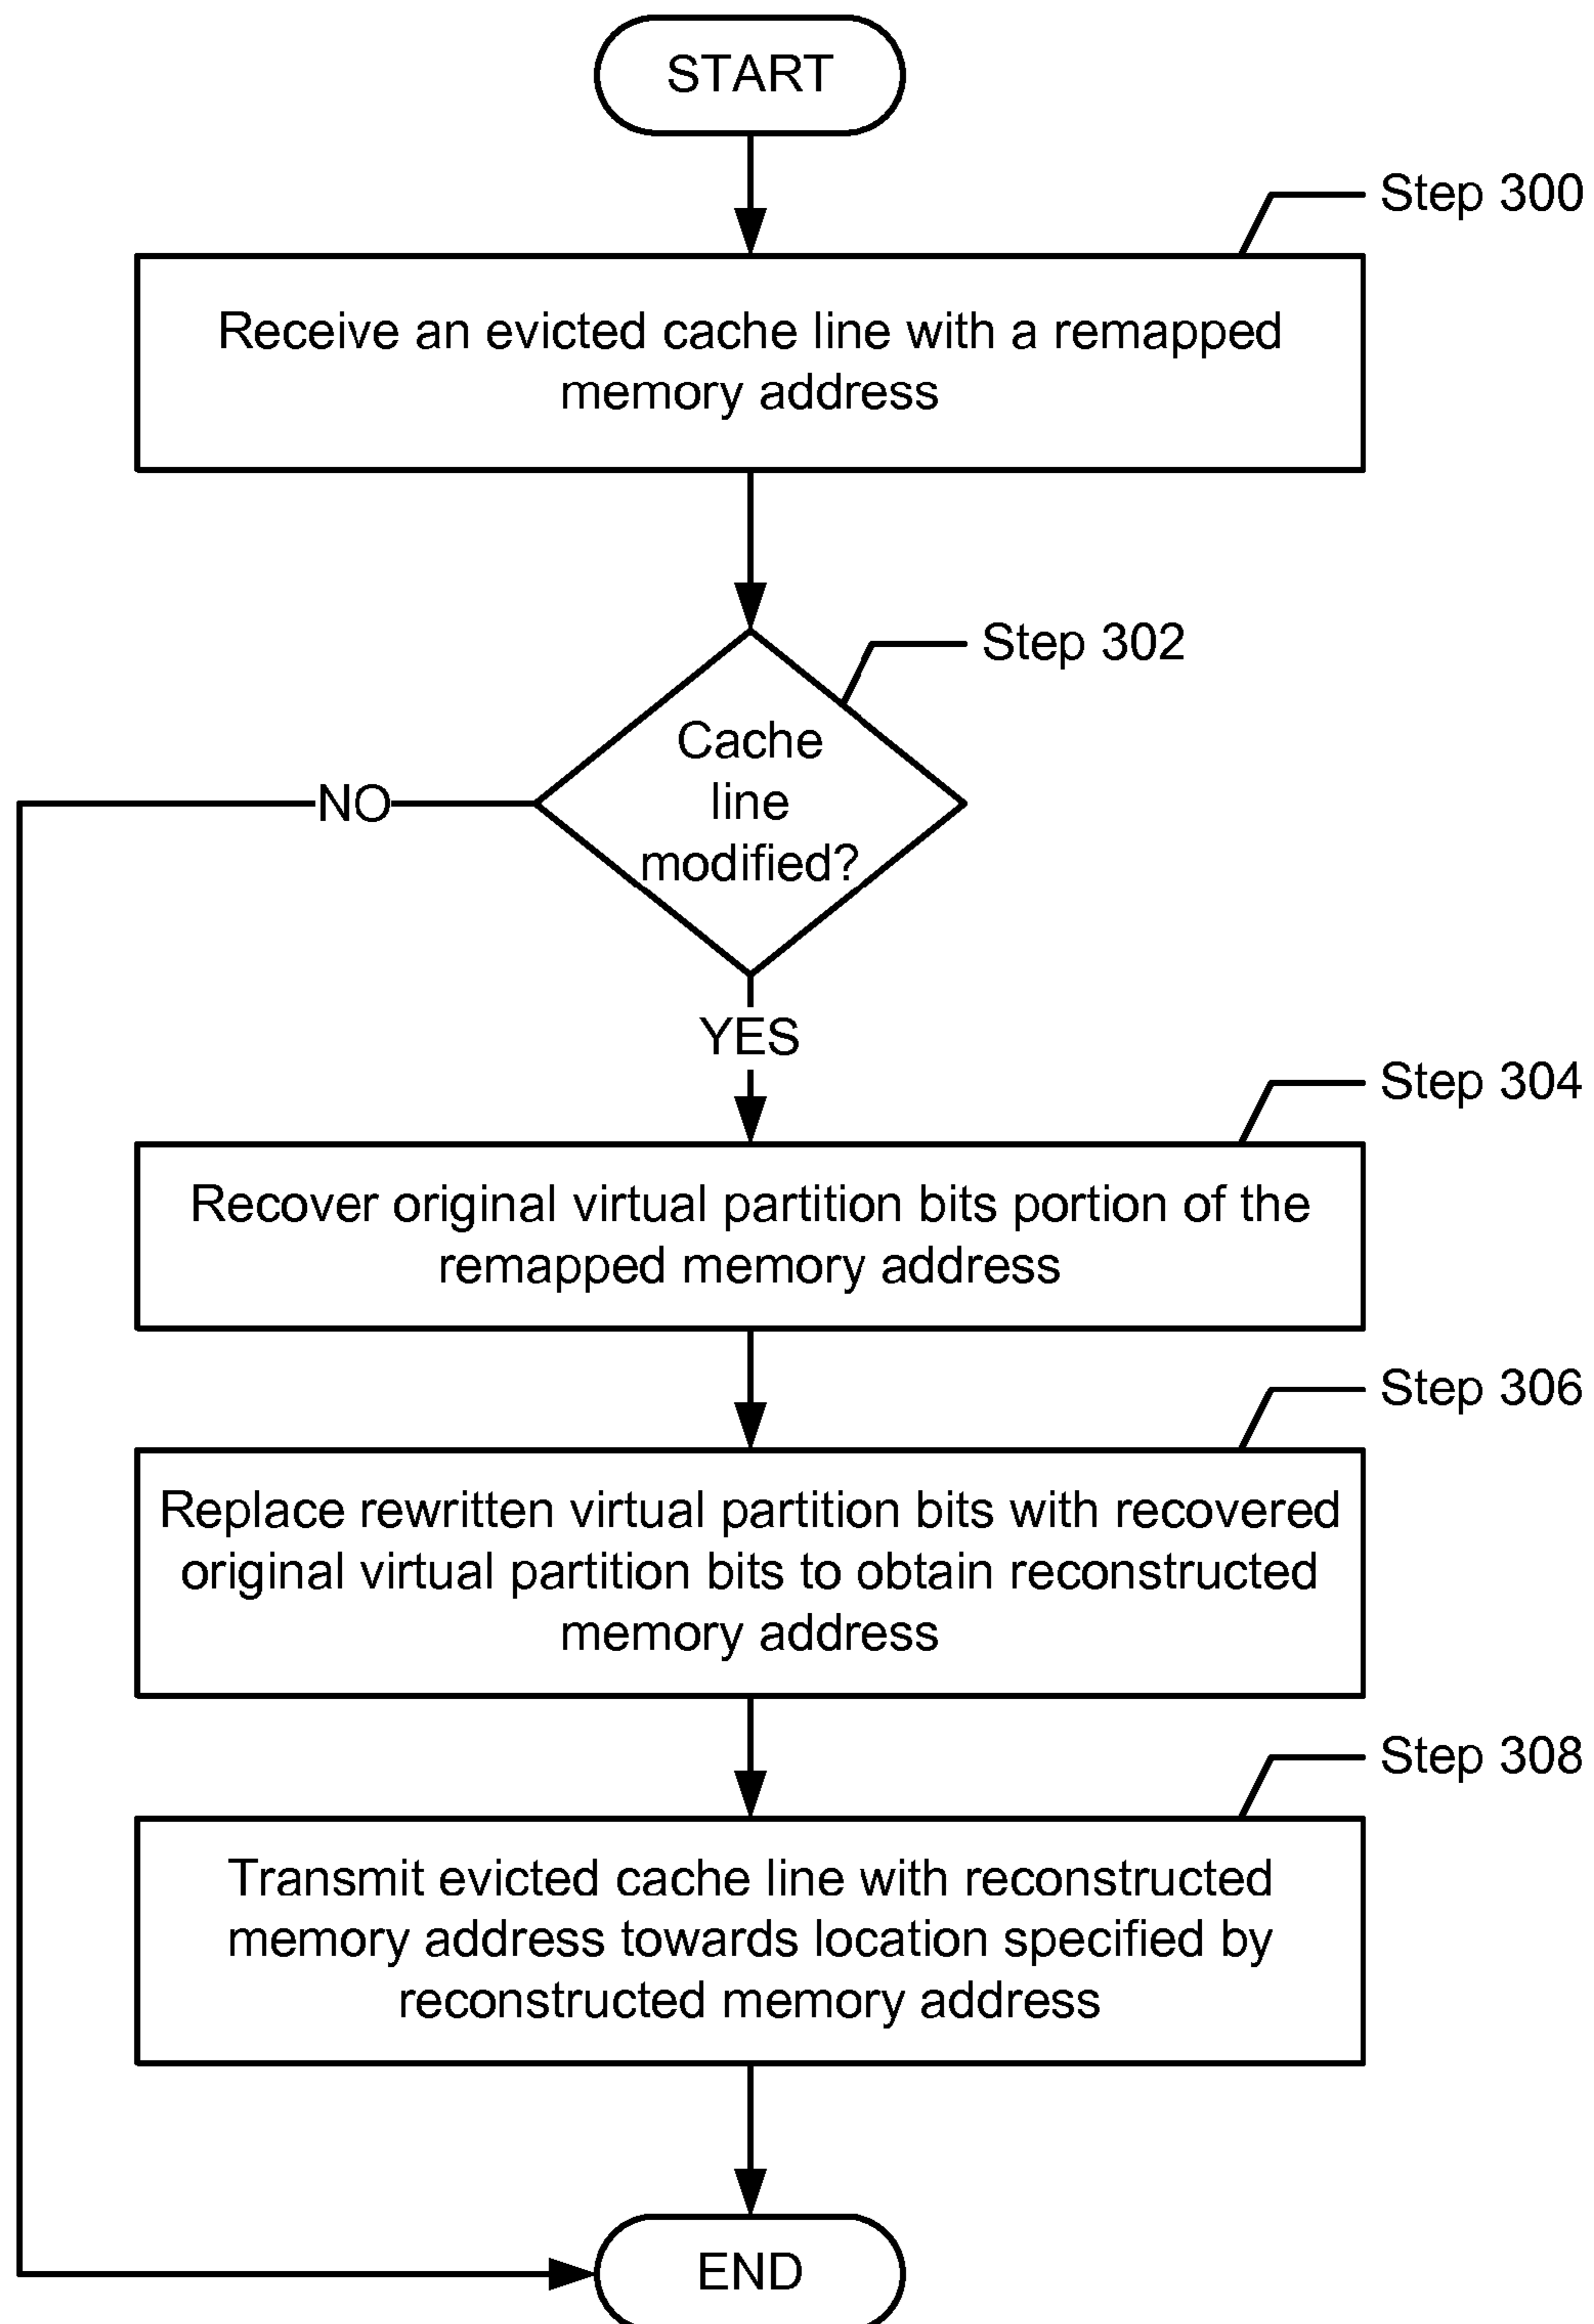 START
Step 300
Receive an evicted cache line with a remapped
memory address
Step 302
Cache
line
modified?
NO
YES
Step 304
Recover original virtual partition bits portion of the
remapped memory address
Step 306
Replace rewritten virtual partition bits with recovered
original virtual partition bits to obtain reconstructed
memory address
Step 308
Transmit evicted cache line with reconstructed
memory address towards location specified by
reconstructed memory address
END